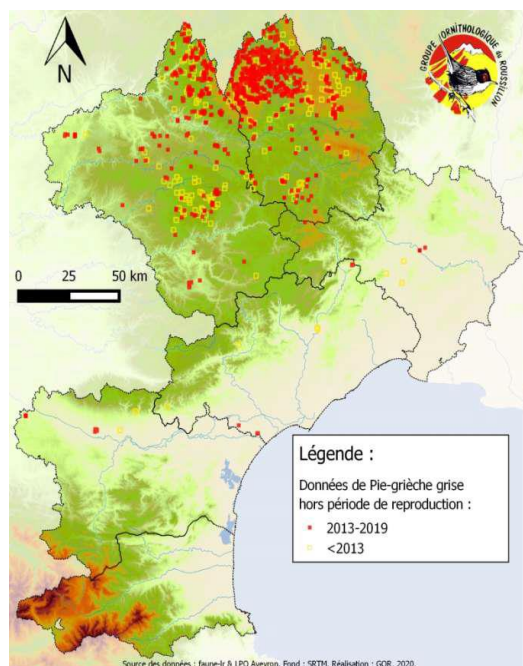 N
GROUPE ORNITHOLOGIQUE du ROUSSILLON
0 25 50 km
Légende :
Données de Pie-grièche grise
hors période de reproduction :
2013-2019
<2013
Source des données : faune-lr & LPO Aveyron. Fond : SRTM. Réalisation : GOR, 2020.